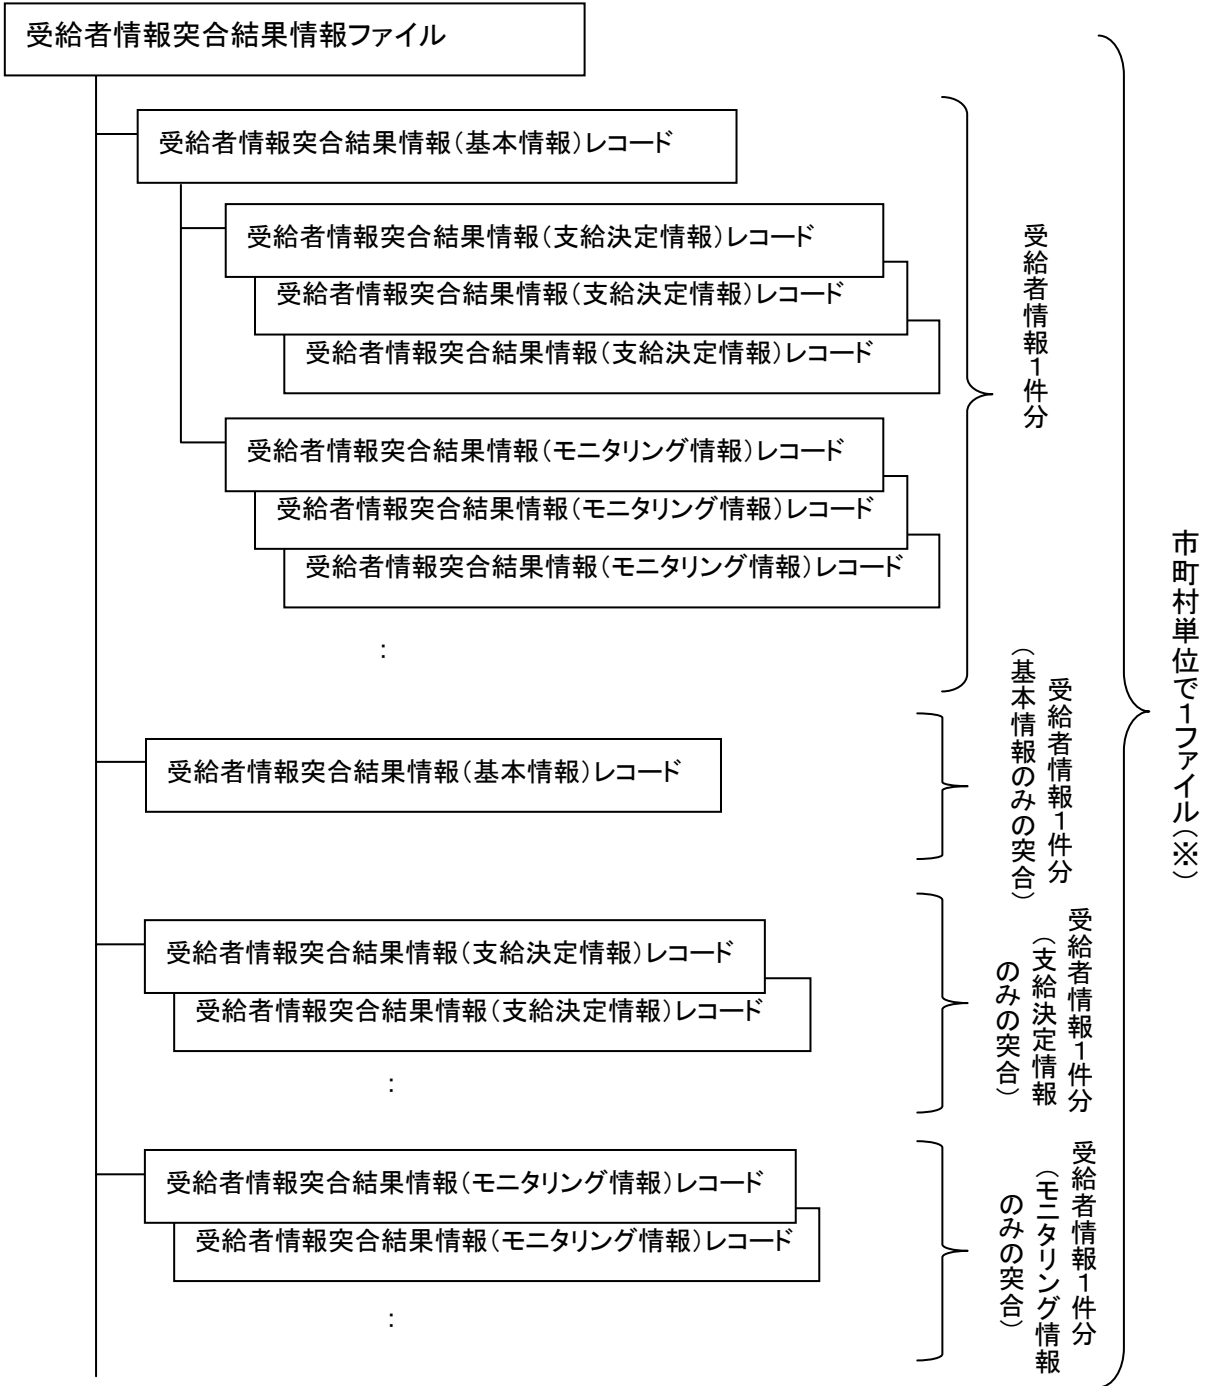 受給者情報突合結果情報ファイル
受給者情報突合結果情報(基本情報)レコード
受給者情報突合結果情報(支給決定情報)レコード
受給者情報突合結果情報(支給決定情報)レコード
受給者情報突合結果情報(支給決定情報)レコード
受給者情報突合結果情報(モニタリング情報)レコード
受給者情報突合結果情報(モニタリング情報)レコード
受給者情報突合結果情報(モニタリング情報)レコード
:
受給者情報1件分
受給者情報突合結果情報(基本情報)レコード
受給者情報1件分
(基本情報のみの突合)
受給者情報突合結果情報(支給決定情報)レコード
受給者情報突合結果情報(支給決定情報)レコード
:
受給者情報1件分
(支給決定情報
のみの突合)
受給者情報突合結果情報(モニタリング情報)レコード
受給者情報突合結果情報(モニタリング情報)レコード
:
受給者情報1件分
(モニタリング情報
のみの突合)
市町村単位で1ファイル(※)